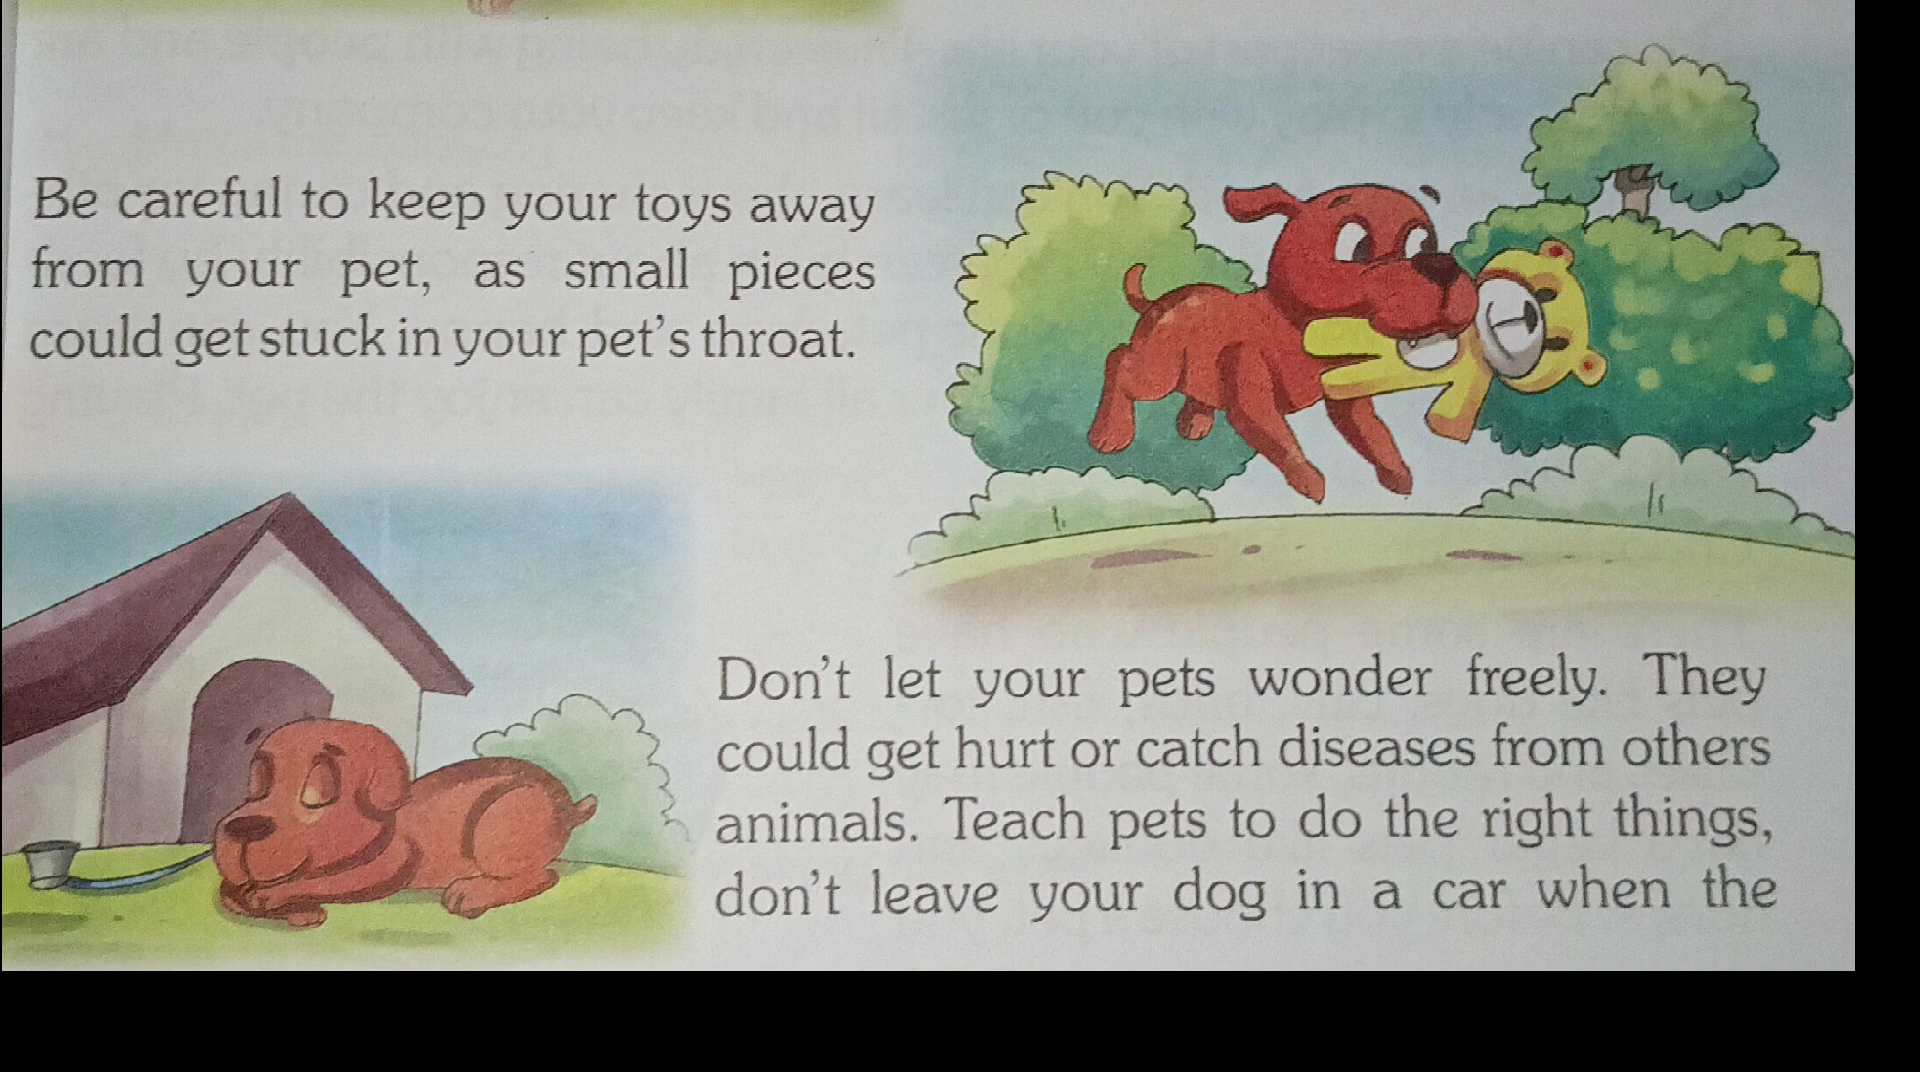 Be careful to keep your toys away
from your pet, as small pieces
could get stuck in your pet's throat.
Don't let your pets wonder freely. They
could get hurt or catch diseases from others
animals. Teach pets to do the right things,
don't leave your dog in a car when the